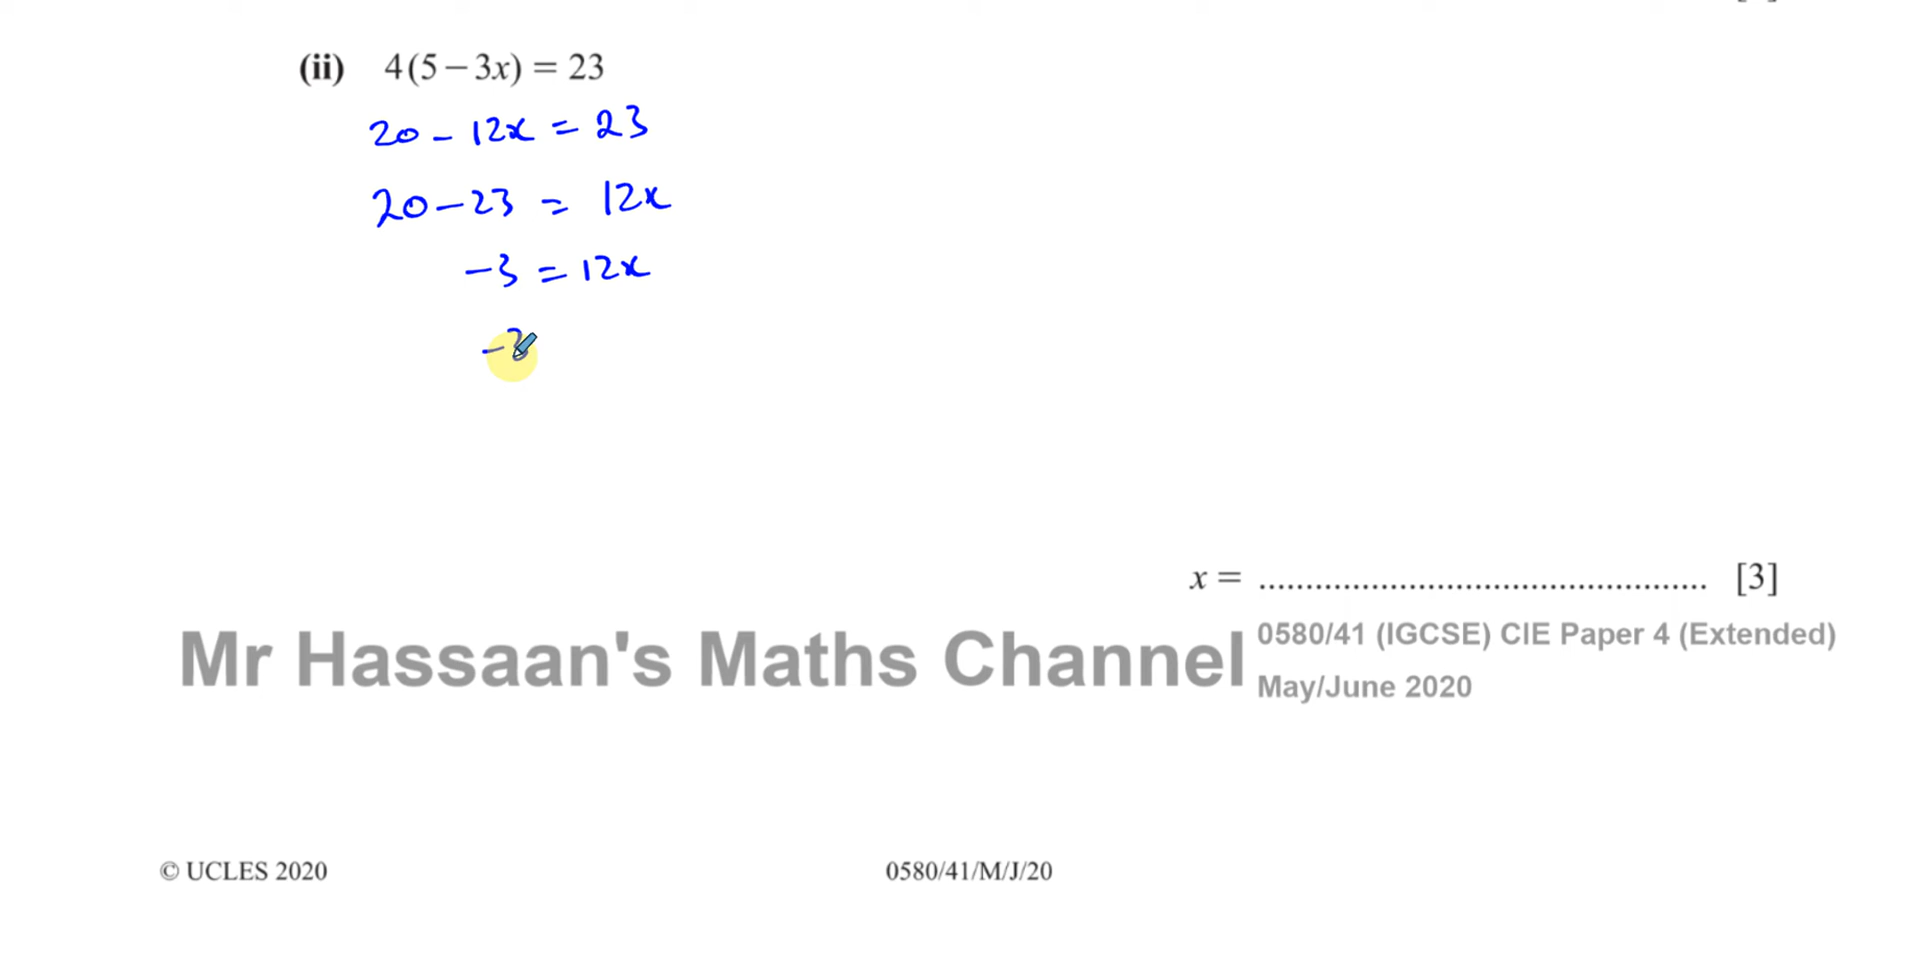 (ii) 4(5 − 3x) = 23
20 - 12x = 23
20 - 23 = 12x
-3 = 12x
-3
x = ................................................ [3]
Mr Hassaan's Maths Channel
0580/41 (IGCSE) CIE Paper 4 (Extended)
May/June 2020
© UCLES 2020
0580/41/M/J/20